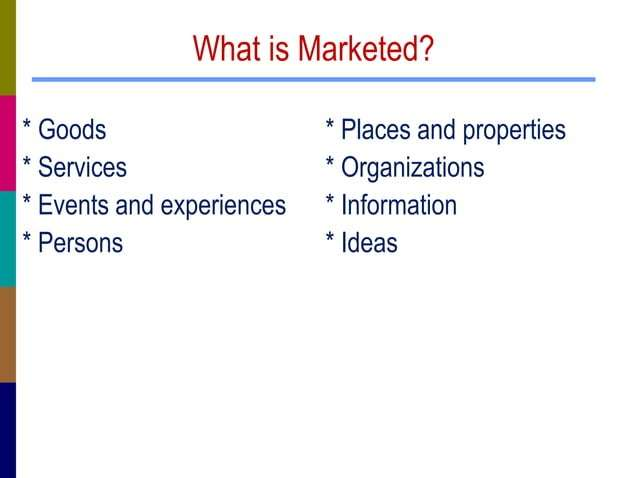 What is Marketed?
* Goods
* Services
* Events and experiences
* Persons
* Places and properties
* Organizations
* Information
* Ideas